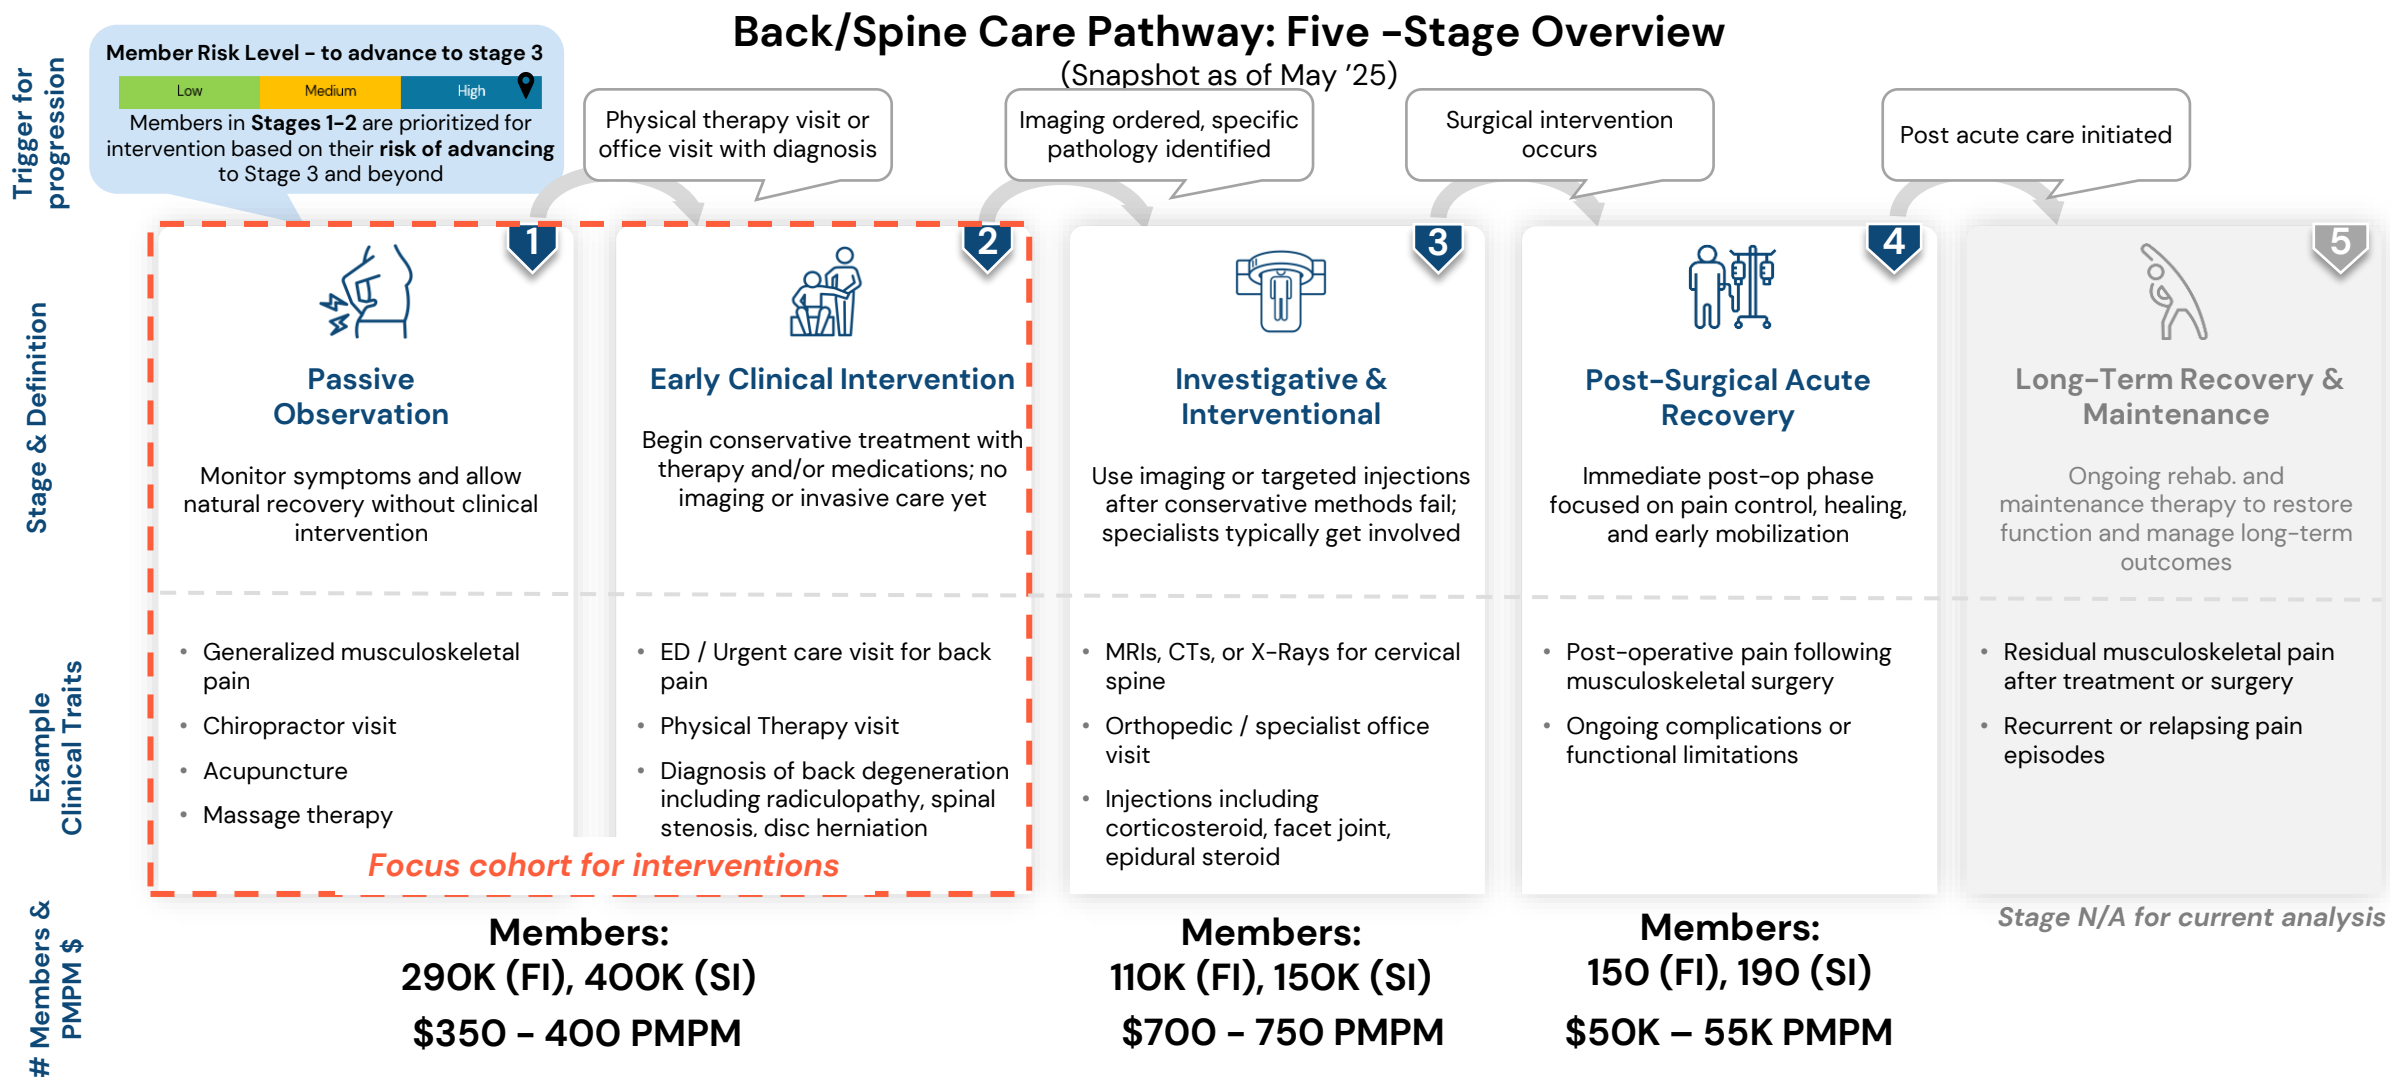 Back/Spine Care Pathway: Five -Stage Overview
(Snapshot as of May '25)
Trigger for
progression
Member Risk Level - to advance to stage 3
Low
Medium
High
Members in Stages 1-2 are prioritized for
intervention based on their risk of advancing
to Stage 3 and beyond
Physical therapy visit or
office visit with diagnosis
Imaging ordered, specific
pathology identified
Surgical intervention
occurs
Post acute care initiated
Stage & Definition
1
Passive
Observation
Monitor symptoms and allow
natural recovery without clinical
intervention
2
Early Clinical Intervention
Begin conservative treatment with
therapy and/or medications; no
imaging or invasive care yet
3
Investigative &
Interventional
Use imaging or targeted injections
after conservative methods fail;
specialists typically get involved
4
Post-Surgical Acute
Recovery
Immediate post-op phase
focused on pain control, healing,
and early mobilization
5
Long-Term Recovery &
Maintenance
Ongoing rehab. and
maintenance therapy to restore
function and manage long-term
outcomes
Example
Clinical Traits
• Generalized musculoskeletal
pain
• Chiropractor visit
• Acupuncture
• Massage therapy
• ED / Urgent care visit for back
pain
• Physical Therapy visit
• Diagnosis of back degeneration
including radiculopathy, spinal
stenosis, disc herniation
Focus cohort for interventions
• MRIs, CTs, or X-Rays for cervical
spine
• Orthopedic / specialist office
visit
• Injections including
corticosteroid, facet joint,
epidural steroid
• Post-operative pain following
musculoskeletal surgery
• Ongoing complications or
functional limitations
• Residual musculoskeletal pain
after treatment or surgery
• Recurrent or relapsing pain
episodes
# Members &
PMPM $
Members:
290K (FI), 400K (SI)
$350 - 400 PMPM
Members:
110K (FI), 150K (SI)
$700 - 750 PMPM
Members:
150 (FI), 190 (SI)
$50K – 55K PMPM
Stage N/A for current analysis